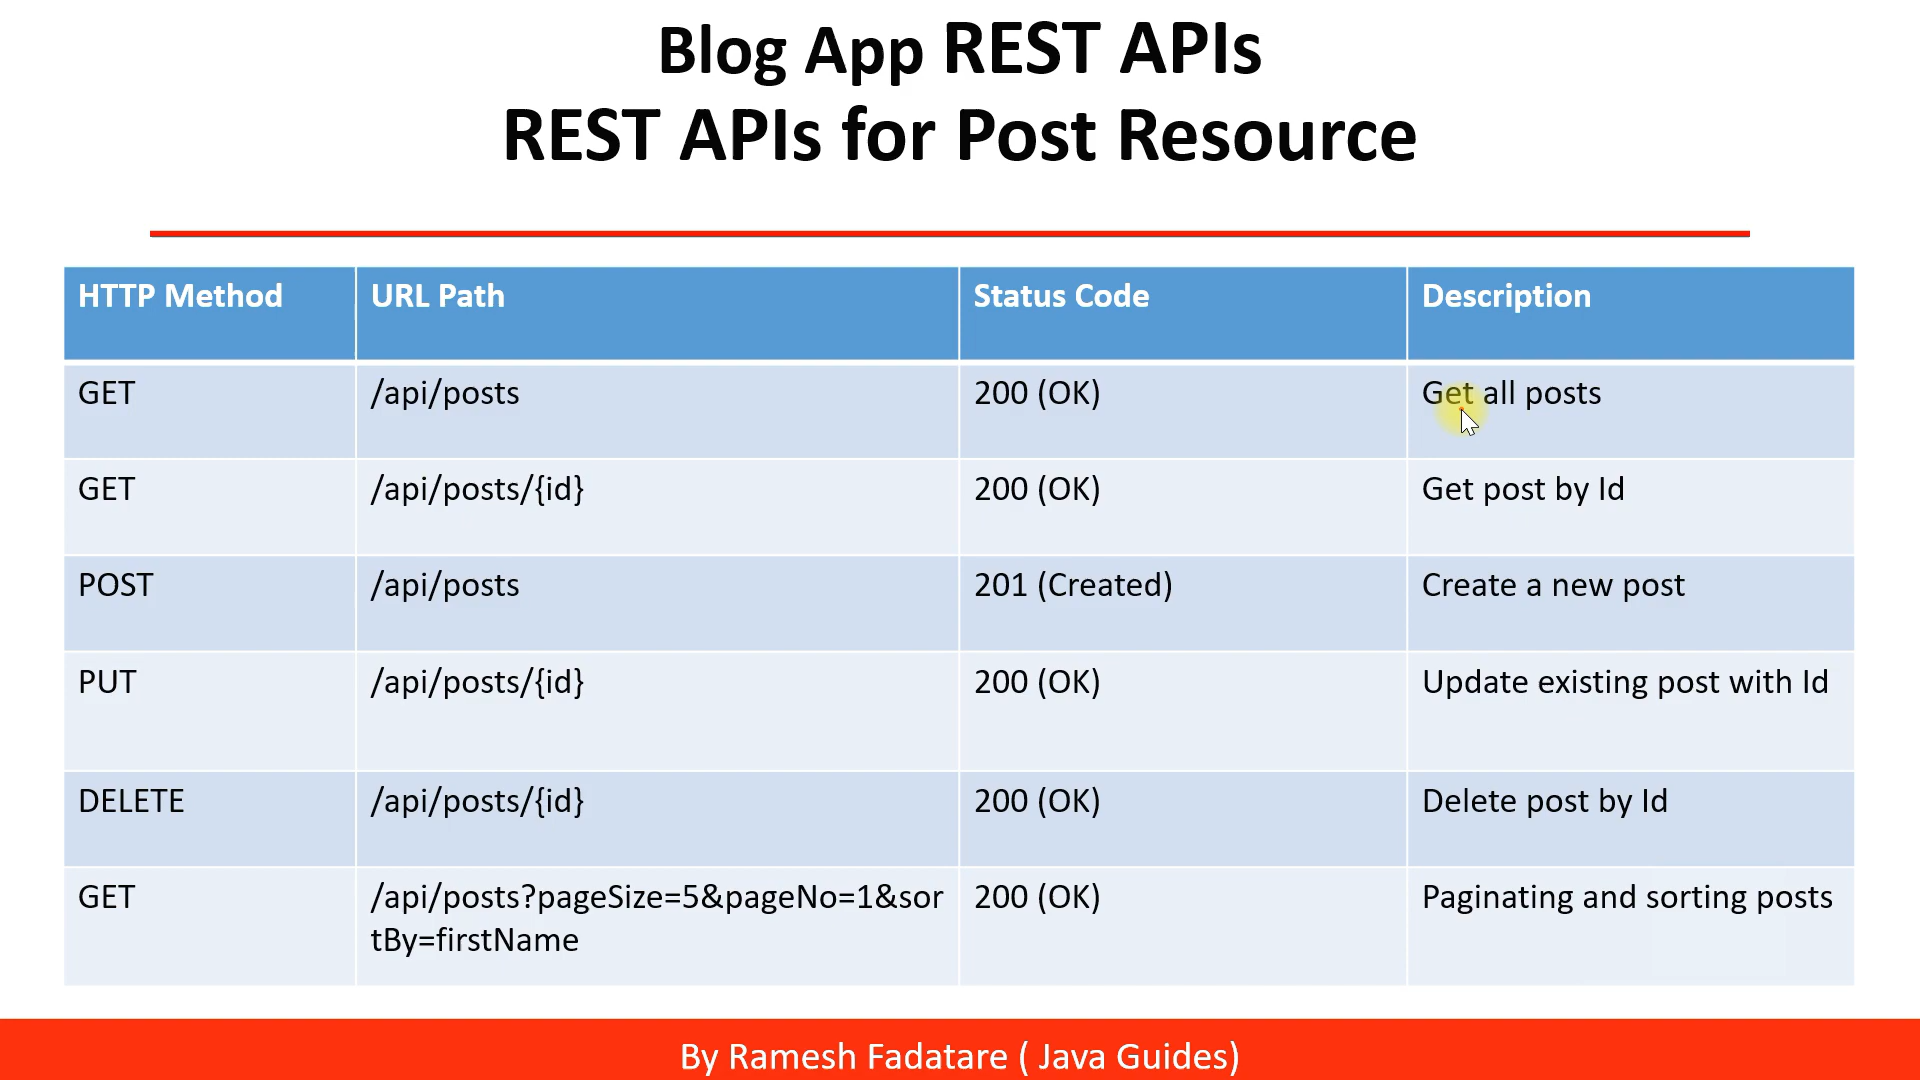 Blog App REST APIs
REST APIs for Post Resource
HTTP Method URL Path Status Code Description
GET /api/posts 200 (OK) Get all posts
GET /api/posts/{id} 200 (OK) Get post by Id
POST /api/posts 201 (Created) Create a new post
PUT /api/posts/{id} 200 (OK) Update existing post with Id
DELETE /api/posts/{id} 200 (OK) Delete post by Id
GET /api/posts?pageSize=5&pageNo=1&sor 200 (OK) Paginating and sorting posts
tBy=firstName
By Ramesh Fadatare ( Java Guides)